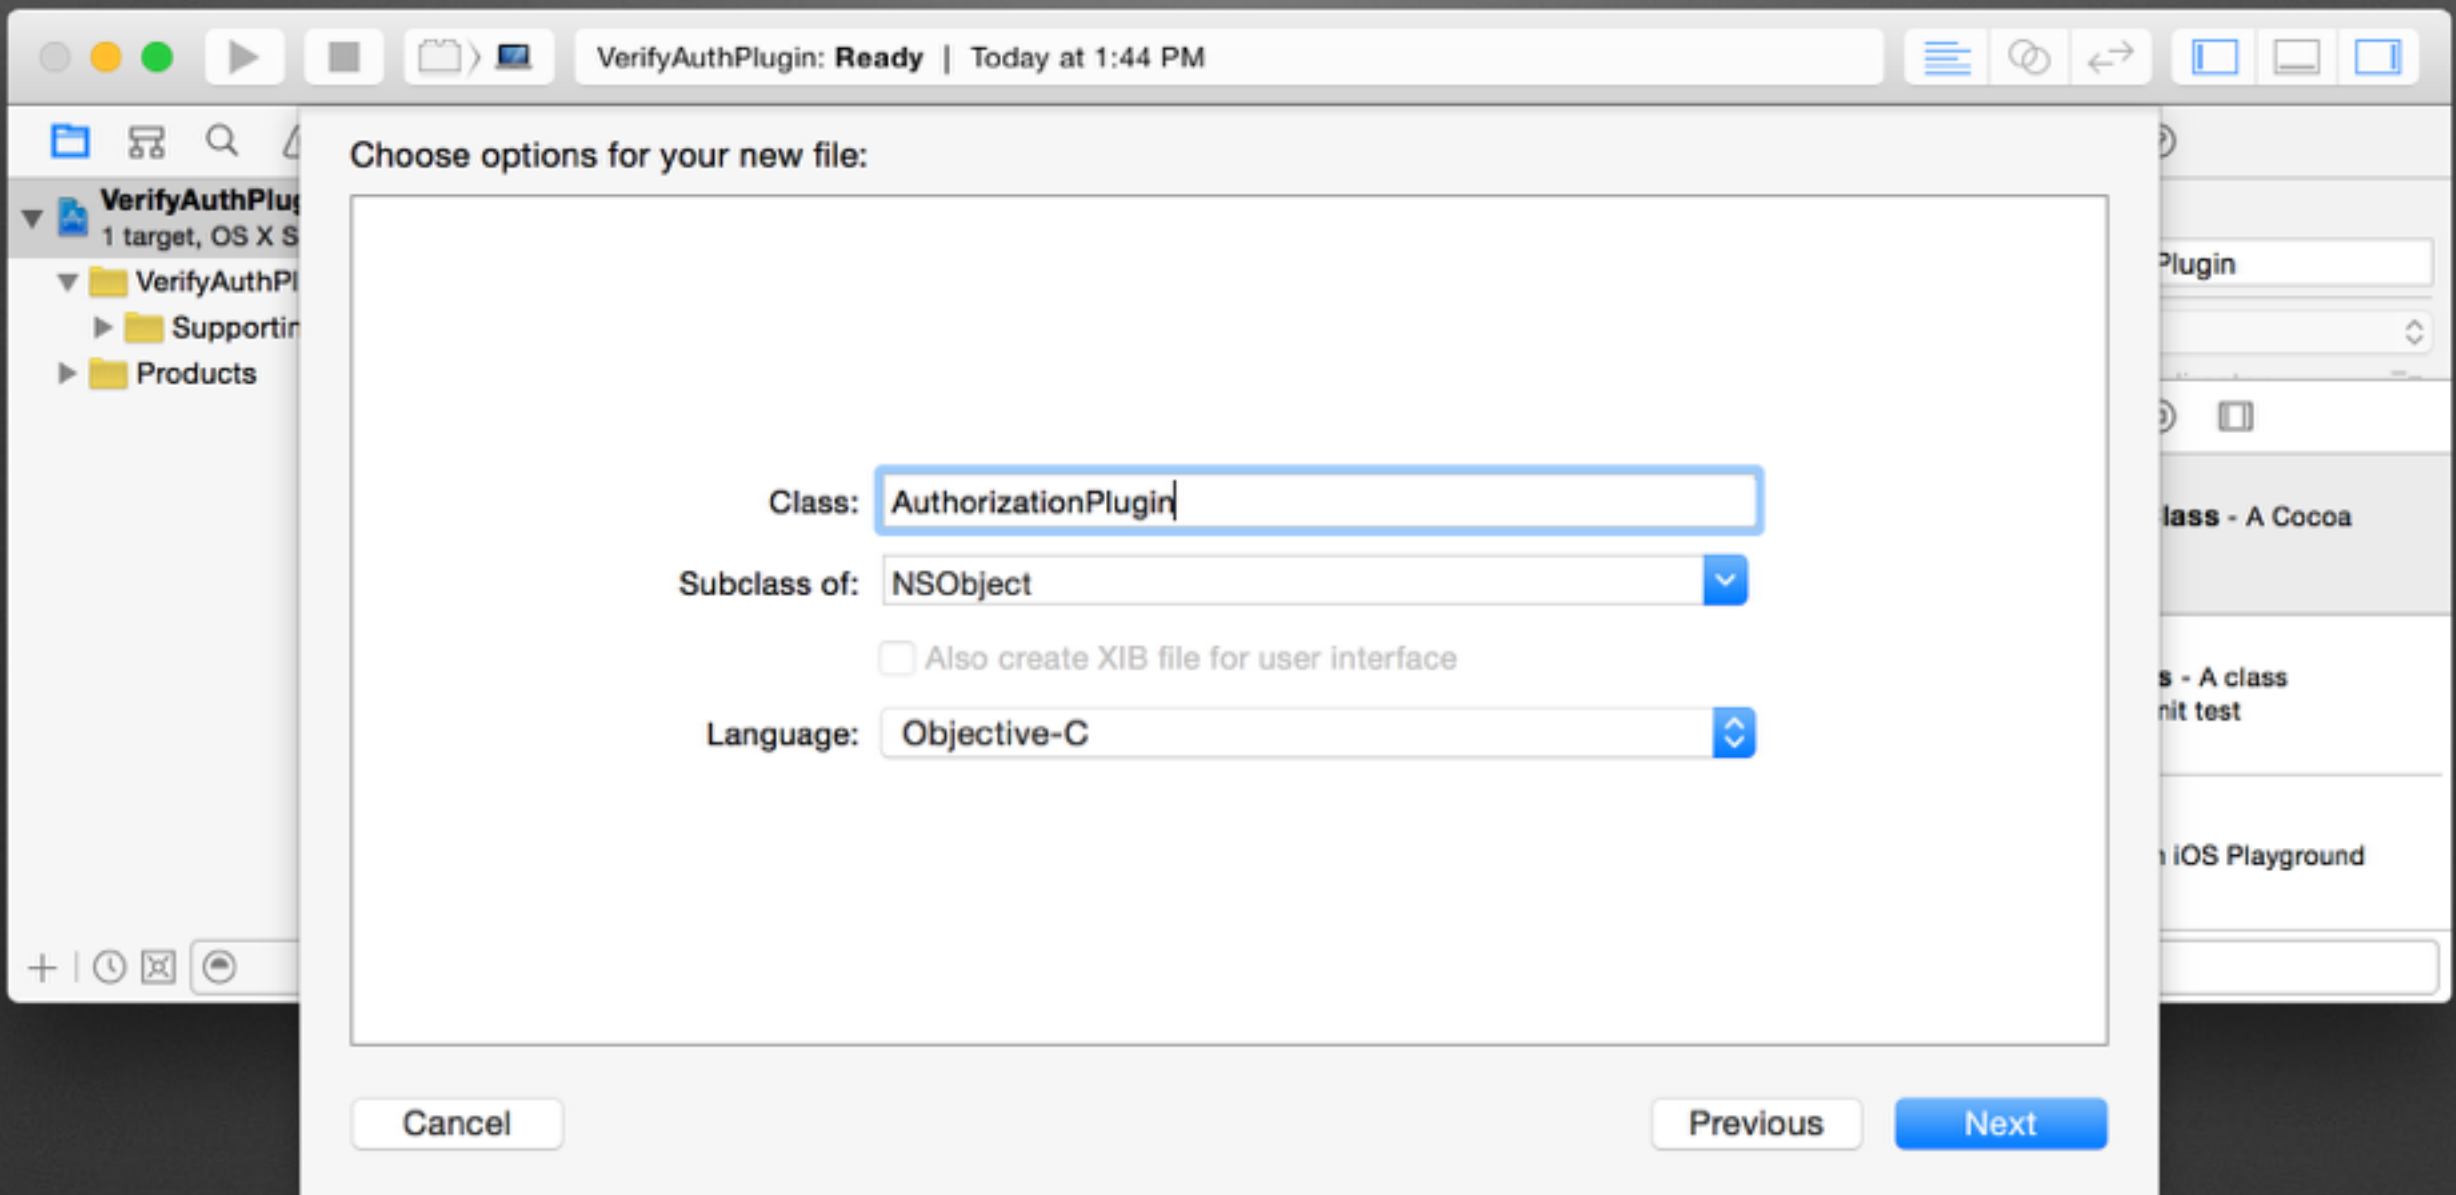 VerifyAuthPlugin: Ready | Today at 1:44 PM
Choose options for your new file:
VerifyAuthPlug
1 target, OS X S
VerifyAuthPl
Supportin
Products
Class: AuthorizationPlugin
Subclass of: NSObject
Also create XIB file for user interface
Language: Objective-C
Cancel
Previous
Next
Plugin
lass - A Cocoa
s - A class
nit test
iOS Playground